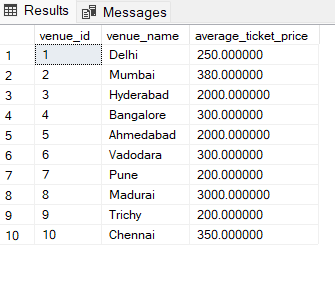 Results Messages
venue_id venue_name average_ticket_price
1 1 Delhi 250.000000
2 2 Mumbai 380.000000
3 3 Hyderabad 2000.000000
4 4 Bangalore 300.000000
5 5 Ahmedabad 2000.000000
6 6 Vadodara 300.000000
7 7 Pune 200.000000
8 8 Madurai 3000.000000
9 9 Trichy 200.000000
10 10 Chennai 350.000000